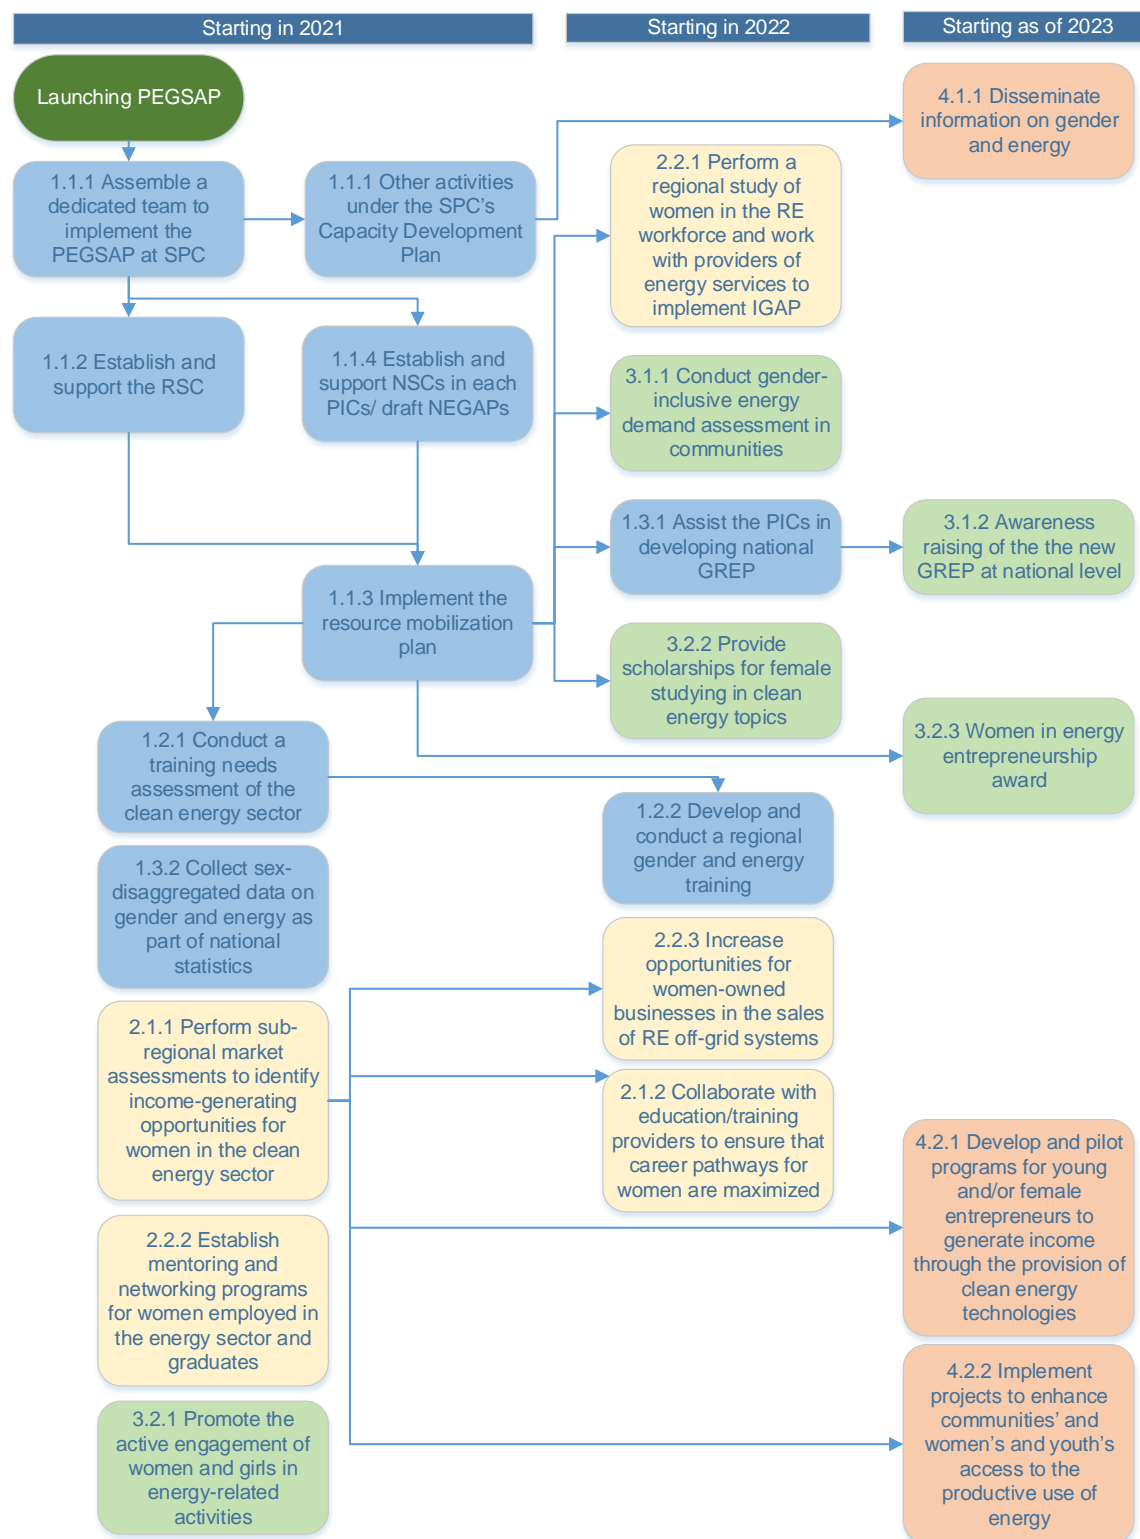 Starting in 2021
Starting in 2022
Starting as of 2023
Launching PEGSAP
4.1.1 Disseminate
information on gender
and energy
1.1.1 Assemble a
dedicated team to
implement the
PEGSAP at SPC
1.1.1 Other activities
under the SPC’s
Capacity Development
Plan
2.2.1 Perform a
regional study of
women in the RE
workforce and work
with providers of
energy services to
implement IGAP
1.1.2 Establish and
support the RSC
1.1.4 Establish and
support NSCs in each
PICs/ draft NEGAPs
3.1.1 Conduct gender-
inclusive energy
demand assessment in
communities
1.3.1 Assist the PICs in
developing national
GREP
3.1.2 Awareness
raising of the the new
GREP at national level
1.1.3 Implement the
resource mobilization
plan
3.2.2 Provide
scholarships for female
studying in clean
energy topics
3.2.3 Women in energy
entrepreneurship
award
1.2.1 Conduct a
training needs
assessment of the
clean energy sector
1.2.2 Develop and
conduct a regional
gender and energy
training
1.3.2 Collect sex-
disaggregated data on
gender and energy as
part of national
statistics
2.2.3 Increase
opportunities for
women-owned
businesses in the sales
of RE off-grid systems
2.1.1 Perform sub-
regional market
assessments to identify
income-generating
opportunities for
women in the clean
energy sector
2.1.2 Collaborate with
education/training
providers to ensure that
career pathways for
women are maximized
4.2.1 Develop and pilot
programs for young
and/or female
entrepreneurs to
generate income
through the provision of
clean energy
technologies
2.2.2 Establish
mentoring and
networking programs
for women employed in
the energy sector and
graduates
4.2.2 Implement
projects to enhance
communities’ and
women’s and youth’s
access to the
productive use of
energy
3.2.1 Promote the
active engagement of
women and girls in
energy-related
activities